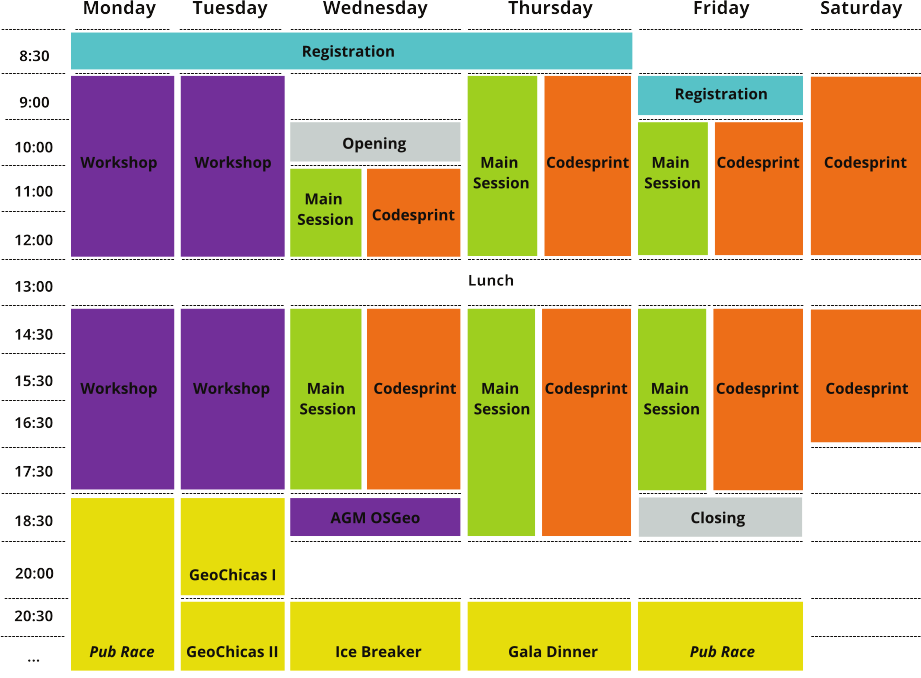 Monday Tuesday Wednesday Thursday Friday Saturday
8:30 Registration
9:00 Registration
10:00 Opening
Workshop Workshop Main Session Codesprint Main Session Codesprint Codesprint
11:00
Main Session Codesprint
12:00
13:00 Lunch
14:30
15:30 Workshop Workshop Main Session Codesprint Main Session Codesprint Main Session Codesprint Codesprint
16:30
17:30
18:30 AGM OSGeo Closing
20:00 GeoChicas I
20:30
... Pub Race GeoChicas II Ice Breaker Gala Dinner Pub Race